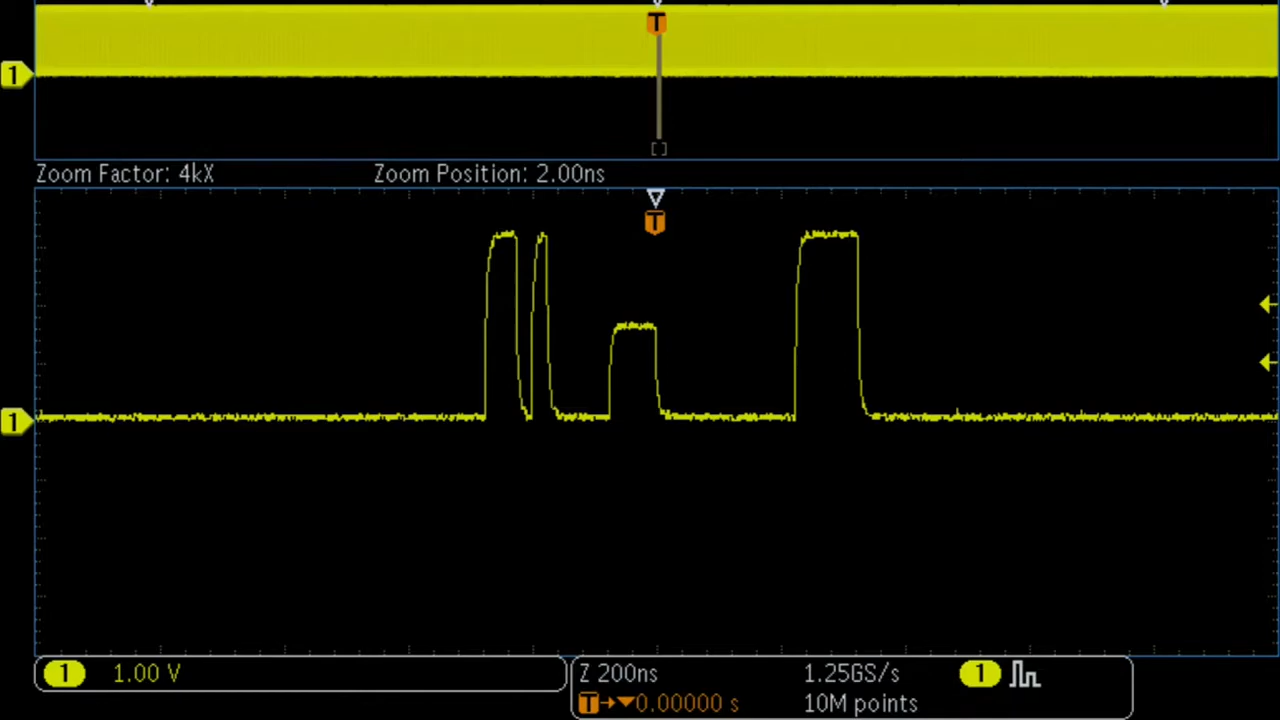 T
1
Zoom Factor: 4kX Zoom Position: 2.00ns
T
1
1 1.00 V Z 200ns 1.25GS/s 1
T→▼0.00000 s 10M points